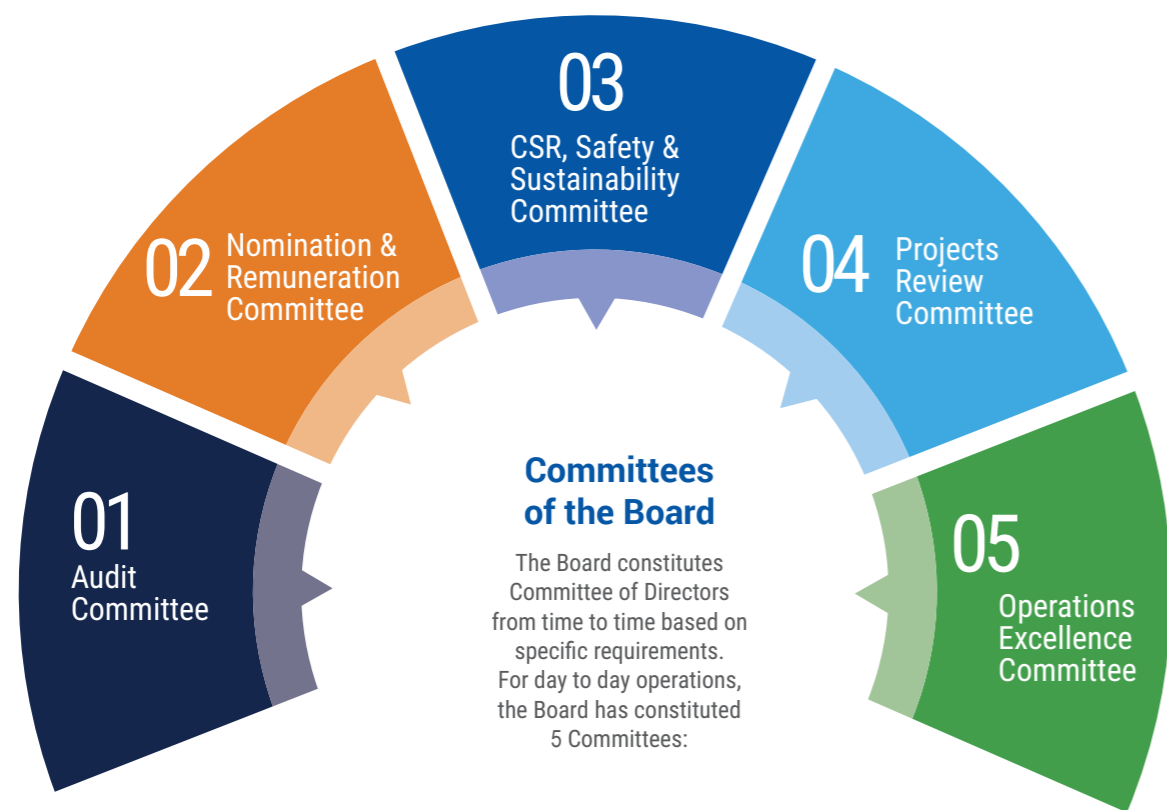 01
Audit
Committee
02
Nomination &
Remuneration
Committee
03
CSR, Safety &
Sustainability
Committee
04
Projects
Review
Committee
05
Operations
Excellence
Committee
Committees
of the Board
The Board constitutes
Committee of Directors
from time to time based on
specific requirements.
For day to day operations,
the Board has constituted
5 Committees: